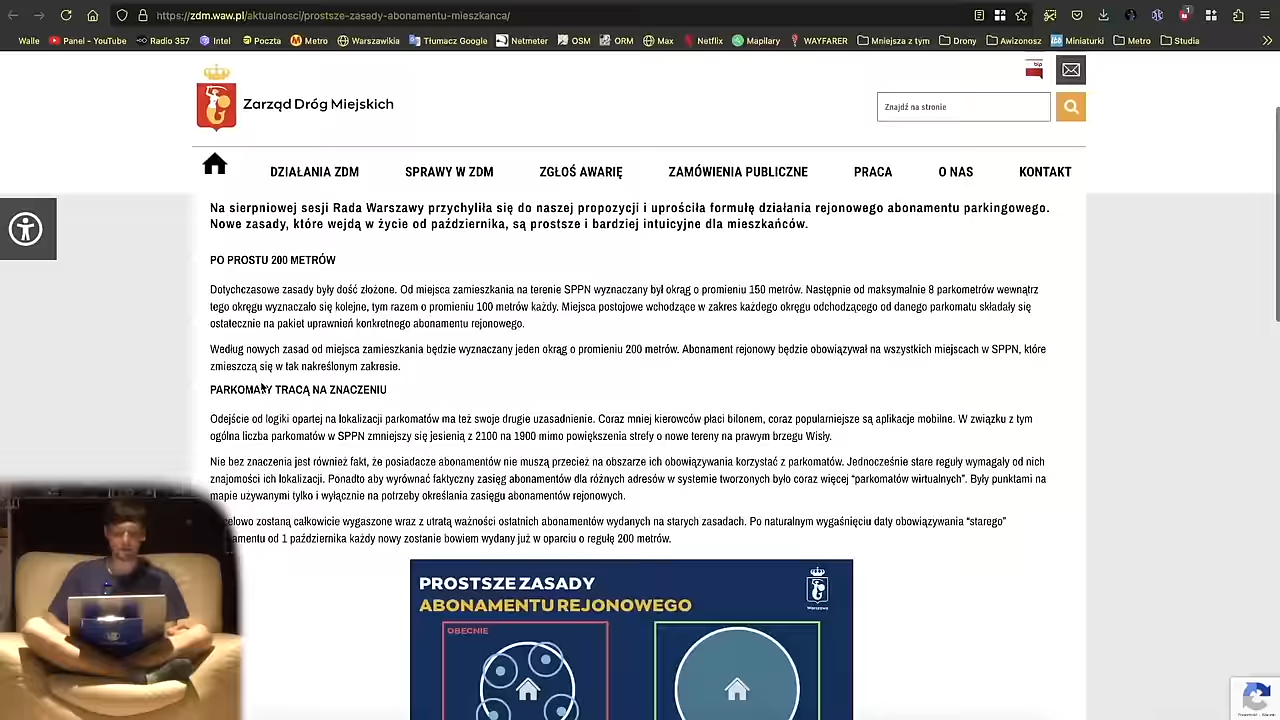 https://zdm.waw.pl/aktualnosci/prostsze-zasady-abonamentu-mieszkanca/
Walle Panel - YouTube Radio 357 Intel Poczta Metro Warszawikia Tłumacz Google Netmeter OSM ORM Max Netflix Mapilary WAYFARER Mniejsza z tym Drony Awizonosz Miniaturki Metro Studia
bip
Zarząd Dróg Miejskich
Znajdź na stronie
DZIAŁANIA ZDM SPRAWY W ZDM ZGŁOŚ AWARIĘ ZAMÓWIENIA PUBLICZNE PRACA O NAS KONTAKT
Na sierpniowej sesji Rada Warszawy przychyliła się do naszej propozycji i uprościła formułę działania rejonowego abonamentu parkingowego.
Nowe zasady, które wejdą w życie od października, są prostsze i bardziej intuicyjne dla mieszkańców.
PO PROSTU 200 METRÓW
Dotychczasowe zasady były dość złożone. Od miejsca zamieszkania na terenie SPPN wyznaczany był okrąg o promieniu 150 metrów. Następnie od maksymalnie 8 parkometrów wewnątrz
tego okręgu wyznaczało się kolejne, tym razem o promieniu 100 metrów każdy. Miejsca postojowe wchodzące w zakres każdego okręgu odchodzącego od danego parkomatu składały się
ostatecznie na pakiet uprawnień konkretnego abonamentu rejonowego.
Według nowych zasad od miejsca zamieszkania będzie wyznaczany jeden okrąg o promieniu 200 metrów. Abonament rejonowy będzie obowiązywał na wszystkich miejscach w SPPN, które
zmieszczą się w tak nakreślonym zakresie.
PARKOMATY TRACĄ NA ZNACZENIU
Odejście od logiki opartej na lokalizacji parkomatów ma też swoje drugie uzasadnienie. Coraz mniej kierowców płaci bilonem, coraz popularniejsze są aplikacje mobilne. W związku z tym
ogólna liczba parkomatów w SPPN zmniejszy się jesienią z 2100 na 1900 mimo powiększenia strefy o nowe tereny na prawym brzegu Wisły.
Nie bez znaczenia jest również fakt, że posiadacze abonamentów nie muszą przecież na obszarze ich obowiązywania korzystać z parkomatów. Jednocześnie stare reguły wymagały od nich
znajomości ich lokalizacji. Ponadto aby wyrównać faktyczny zasięg abonamentów dla różnych adresów w systemie tworzonych było coraz więcej “parkomatów wirtualnych”. Były punktami na
mapie używanymi tylko i wyłącznie na potrzeby określania zasięgu abonamentów rejonowych.
elowo zostaną całkowicie wygaszone wraz z utratą ważności ostatnich abonamentów wydanych na starych zasadach. Po naturalnym wygaśnięciu daty obowiązywania “starego”
amentu od 1 października każdy nowy zostanie bowiem wydany już w oparciu o regułę 200 metrów.
PROSTSZE ZASADY
ABONAMENTU REJONOWEGO
Warszawa
OBECNIE